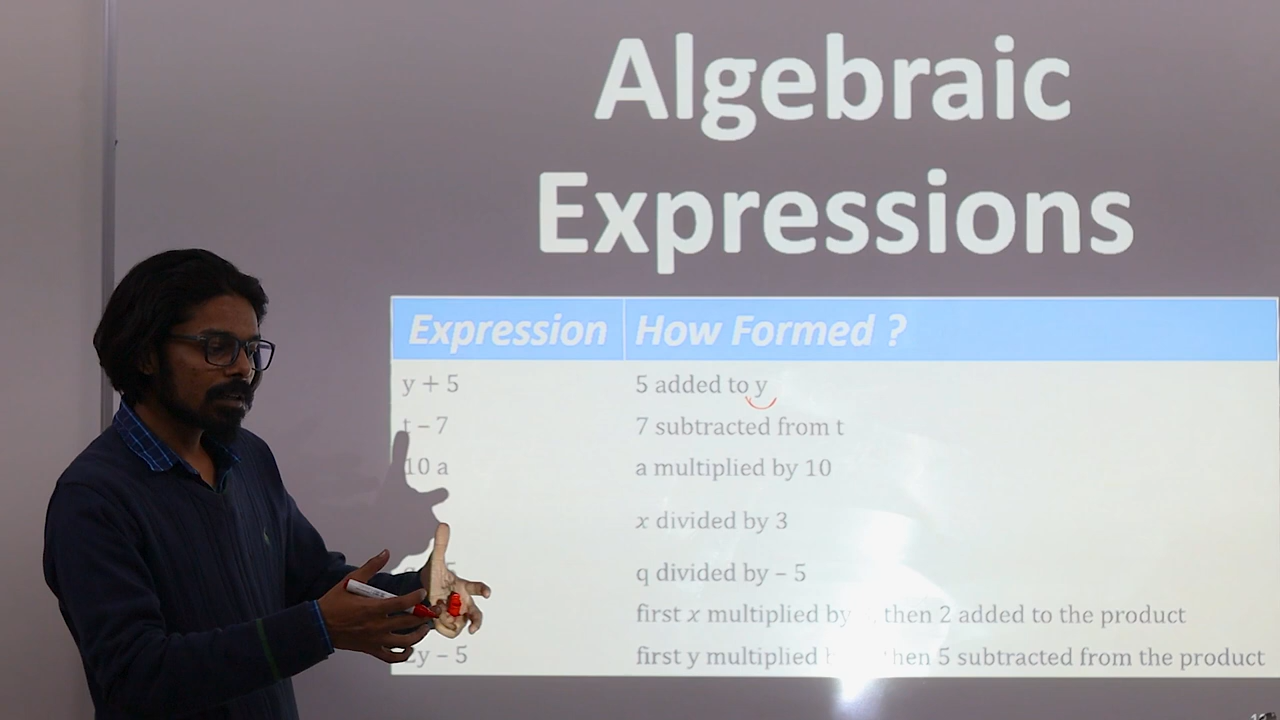 Algebraic
Expressions
Expression How Formed ?
y + 5 5 added to y
t – 7 7 subtracted from t
10 a a multiplied by 10
x divided by 3
q divided by – 5
first x multiplied by then 2 added to the product
2y – 5 first y multiplied then 5 subtracted from the product